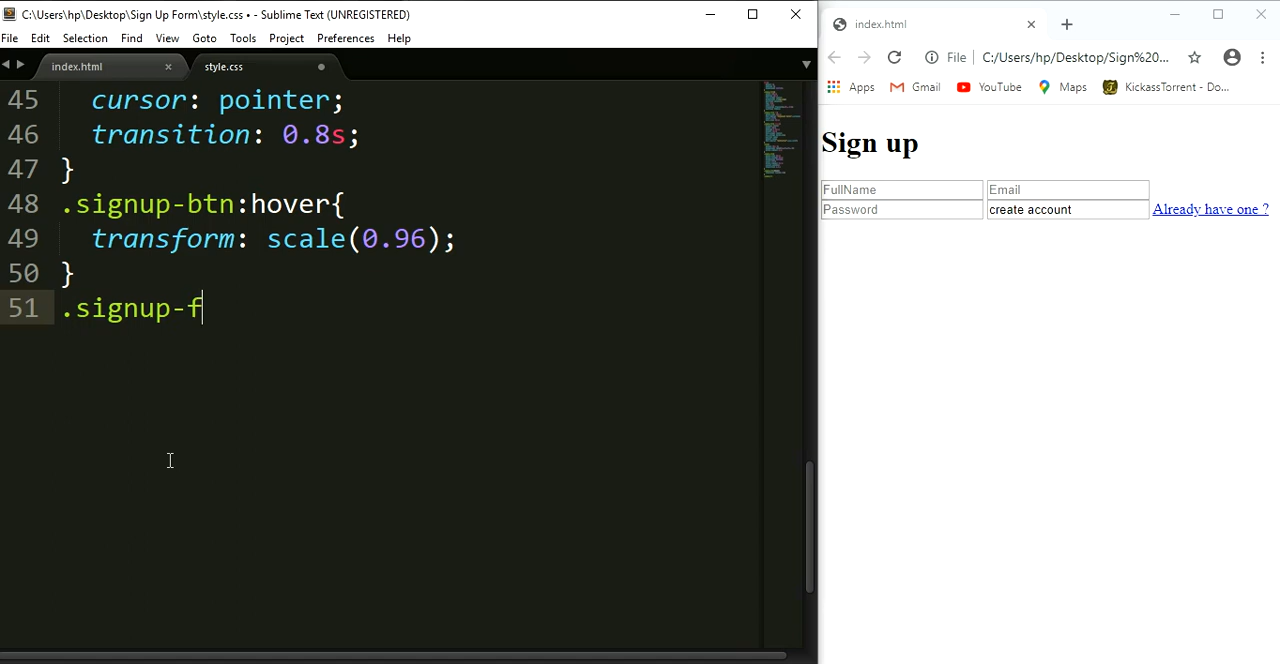 C:\Users\hp\Desktop\Sign Up Form\style.css • - Sublime Text (UNREGISTERED)
File Edit Selection Find View Goto Tools Project Preferences Help
index.html × style.css
45 cursor: pointer;
46 transition: 0.8s;
47 }
48 .signup-btn:hover{
49 transform: scale(0.96);
50 }
51 .signup-f
index.html
File C:/Users/hp/Desktop/Sign%20...
Apps Gmail YouTube Maps KickassTorrent - Do...
Sign up
FullName Email
Password create account Already have one ?